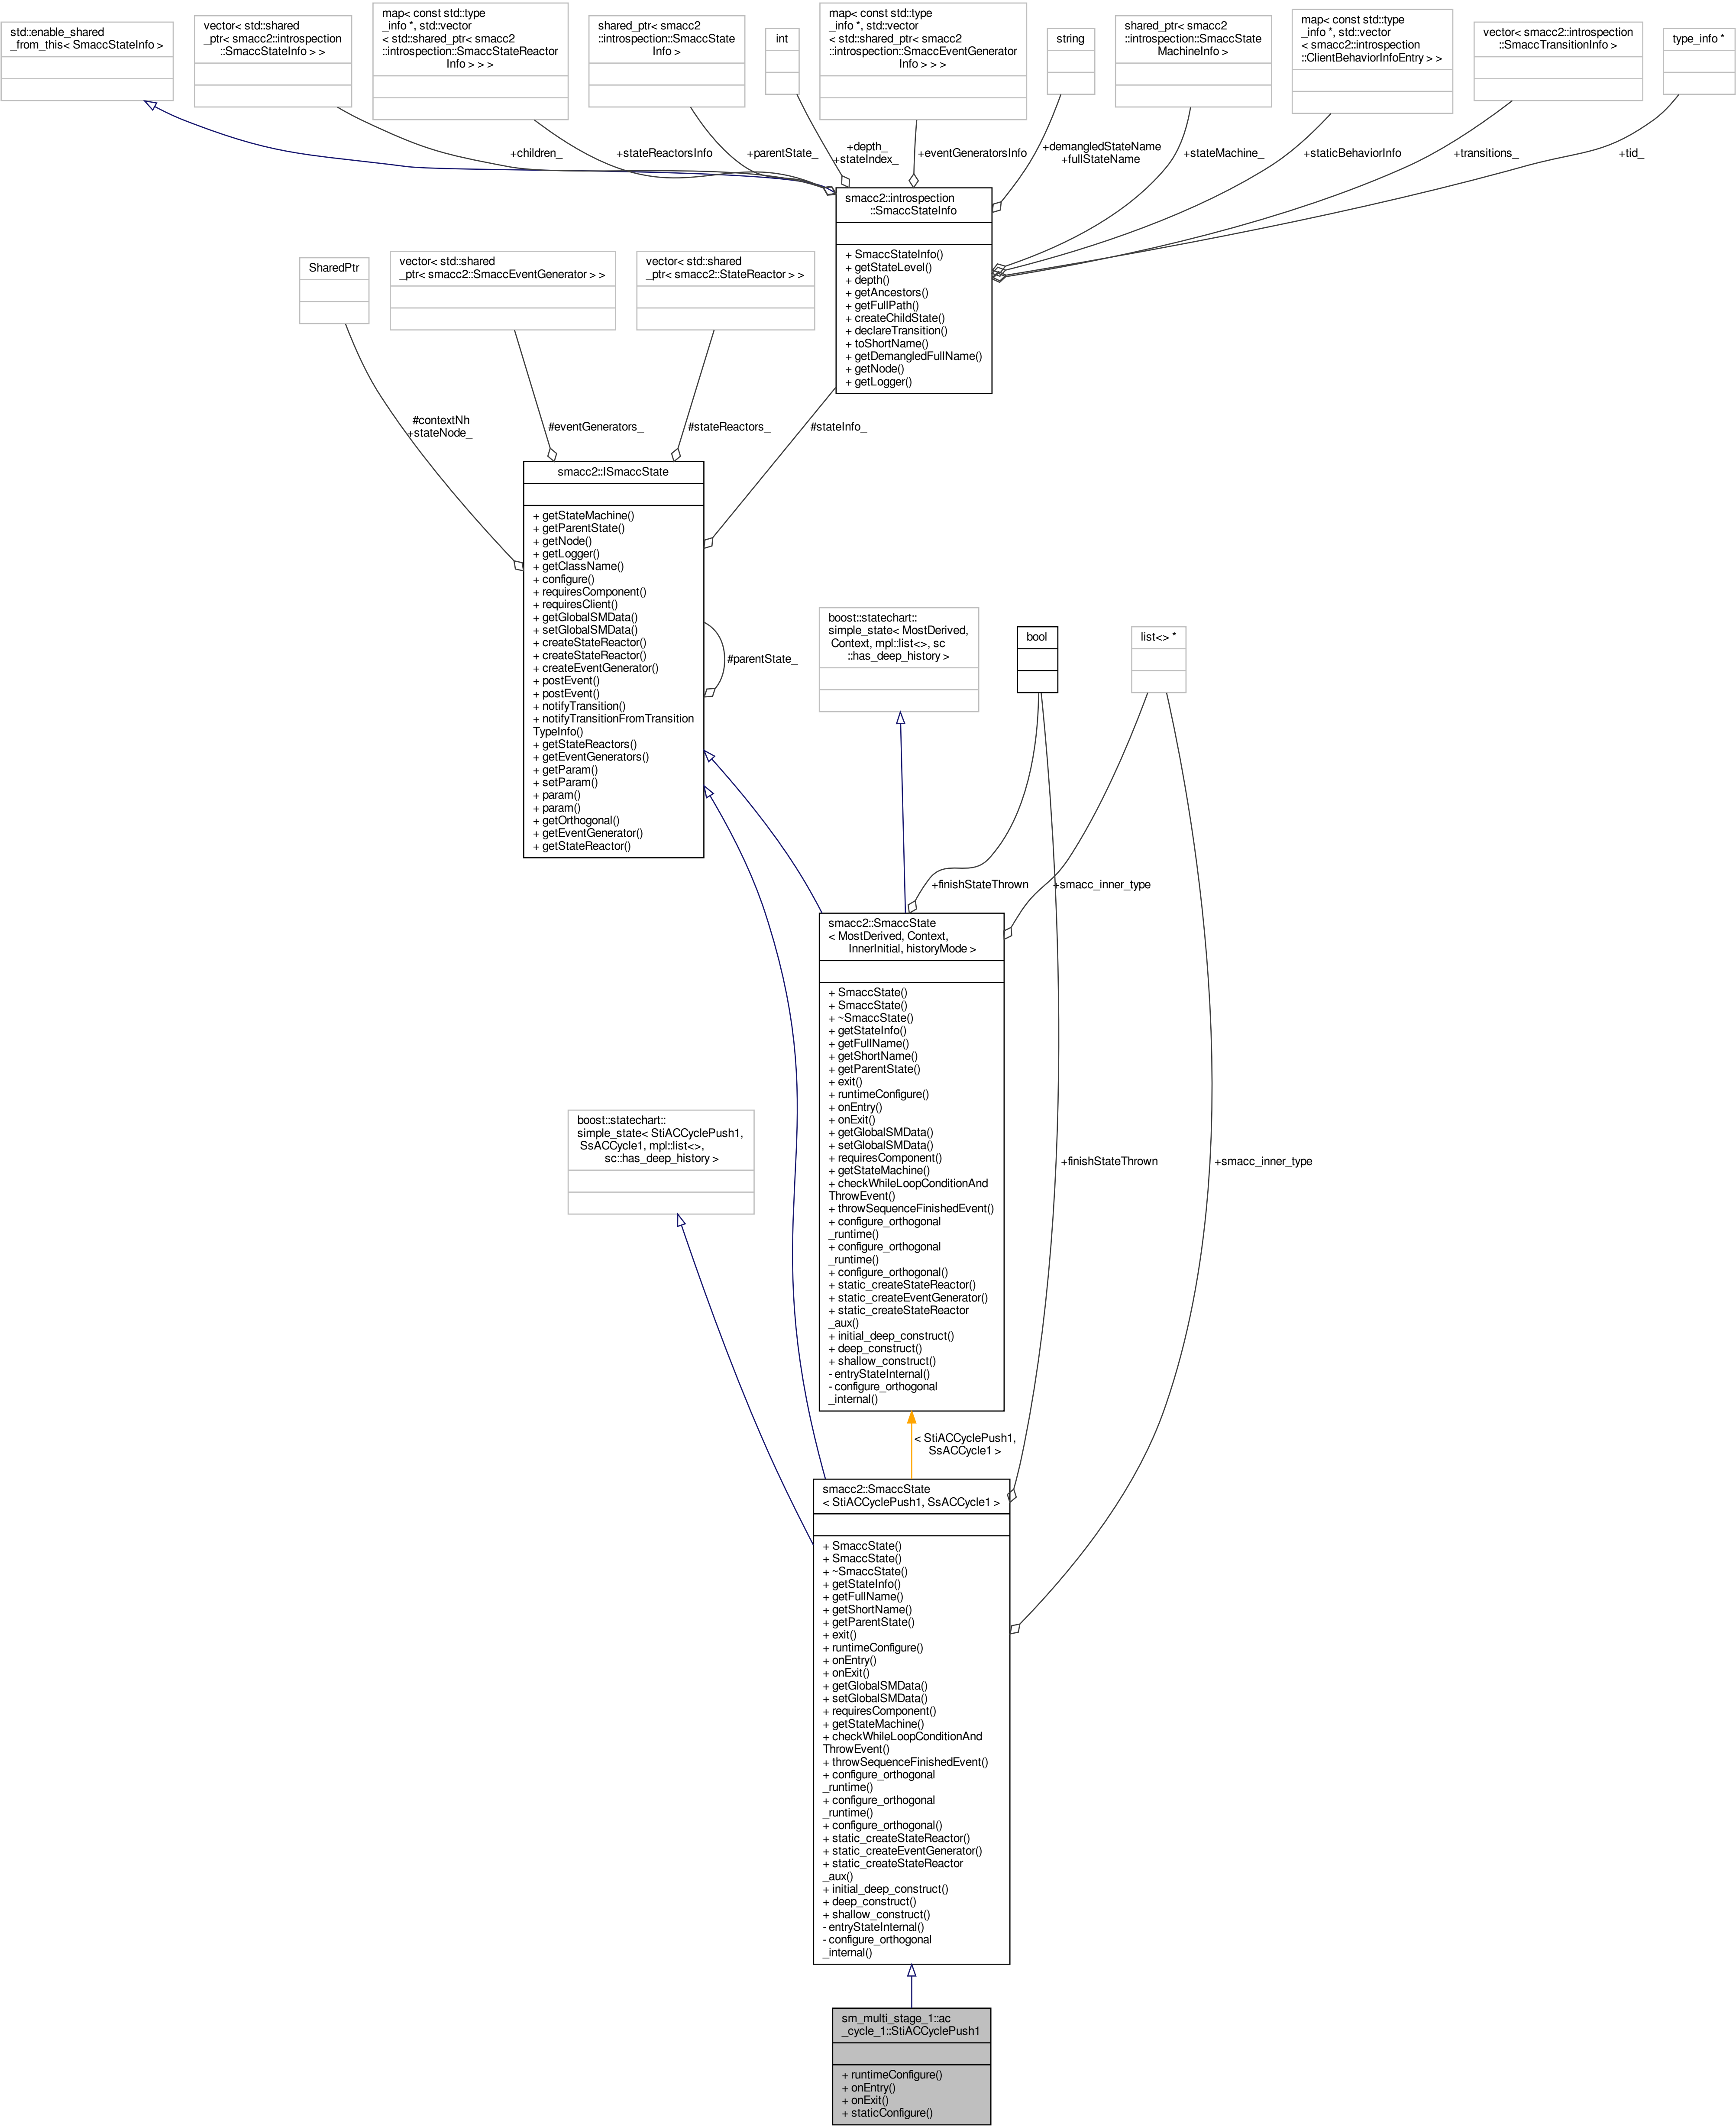 std::enable_shared
_from_this< SmaccStateInfo >
vector< std::shared
_ptr< smacc2::introspection
::SmaccStateInfo > >
map< const std::type
_info *, std::vector
< std::shared_ptr< smacc2
::introspection::SmaccStateReactor
Info > > >
shared_ptr< smacc2
::introspection::SmaccState
Info >
int
map< const std::type
_info *, std::vector
< std::shared_ptr< smacc2
::introspection::SmaccEventGenerator
Info > > >
string
shared_ptr< smacc2
::introspection::SmaccState
MachineInfo >
map< const std::type
_info *, std::vector
< smacc2::introspection
::ClientBehaviorInfoEntry > >
vector< smacc2::introspection
::SmaccTransitionInfo >
type_info *
+children_
+stateReactorsInfo
+parentState_
+depth_
+stateIndex_
+eventGeneratorsInfo
+demangledStateName
+fullStateName
+stateMachine_
+staticBehaviorInfo
+transitions_
+tid_
smacc2::introspection
::SmaccStateInfo
+ SmaccStateInfo()
+ getStateLevel()
+ depth()
+ getAncestors()
+ getFullPath()
+ createChildState()
+ declareTransition()
+ toShortName()
+ getDemangledFullName()
+ getNode()
+ getLogger()
SharedPtr
vector< std::shared
_ptr< smacc2::SmaccEventGenerator > >
vector< std::shared
_ptr< smacc2::StateReactor > >
#contextNh
+stateNode_
#eventGenerators_
#stateReactors_
#stateInfo_
smacc2::ISmaccState
+ getStateMachine()
+ getParentState()
+ getNode()
+ getLogger()
+ getClassName()
+ configure()
+ requiresComponent()
+ requiresClient()
+ getGlobalSMData()
+ setGlobalSMData()
+ createStateReactor()
+ createStateReactor()
+ createEventGenerator()
+ postEvent()
+ postEvent()
+ notifyTransition()
+ notifyTransitionFromTransition
TypeInfo()
+ getStateReactors()
+ getEventGenerators()
+ getParam()
+ setParam()
+ param()
+ param()
+ getOrthogonal()
+ getEventGenerator()
+ getStateReactor()
#parentState_
boost::statechart::
simple_state< MostDerived,
Context, mpl::list<>, sc
::has_deep_history >
bool
list<> *
+finishStateThrown
+smacc_inner_type
smacc2::SmaccState
< MostDerived, Context,
InnerInitial, historyMode >
+ SmaccState()
+ SmaccState()
+ ~SmaccState()
+ getStateInfo()
+ getFullName()
+ getShortName()
+ getParentState()
+ exit()
+ runtimeConfigure()
+ onEntry()
+ onExit()
+ getGlobalSMData()
+ setGlobalSMData()
+ requiresComponent()
+ getStateMachine()
+ checkWhileLoopConditionAnd
ThrowEvent()
+ throwSequenceFinishedEvent()
+ configure_orthogonal
_runtime()
+ configure_orthogonal
_runtime()
+ configure_orthogonal()
+ static_createStateReactor()
+ static_createEventGenerator()
+ static_createStateReactor
_aux()
+ initial_deep_construct()
+ deep_construct()
+ shallow_construct()
- entryStateInternal()
- configure_orthogonal
_internal()
boost::statechart::
simple_state< StiACCyclePush1,
SsACCycle1, mpl::list<>,
sc::has_deep_history >
+finishStateThrown
+smacc_inner_type
< StiACCyclePush1,
SsACCycle1 >
smacc2::SmaccState
< StiACCyclePush1, SsACCycle1 >
+ SmaccState()
+ SmaccState()
+ ~SmaccState()
+ getStateInfo()
+ getFullName()
+ getShortName()
+ getParentState()
+ exit()
+ runtimeConfigure()
+ onEntry()
+ onExit()
+ getGlobalSMData()
+ setGlobalSMData()
+ requiresComponent()
+ getStateMachine()
+ checkWhileLoopConditionAnd
ThrowEvent()
+ throwSequenceFinishedEvent()
+ configure_orthogonal
_runtime()
+ configure_orthogonal
_runtime()
+ configure_orthogonal()
+ static_createStateReactor()
+ static_createEventGenerator()
+ static_createStateReactor
_aux()
+ initial_deep_construct()
+ deep_construct()
+ shallow_construct()
- entryStateInternal()
- configure_orthogonal
_internal()
sm_multi_stage_1::ac
_cycle_1::StiACCyclePush1
+ runtimeConfigure()
+ onEntry()
+ onExit()
+ staticConfigure()